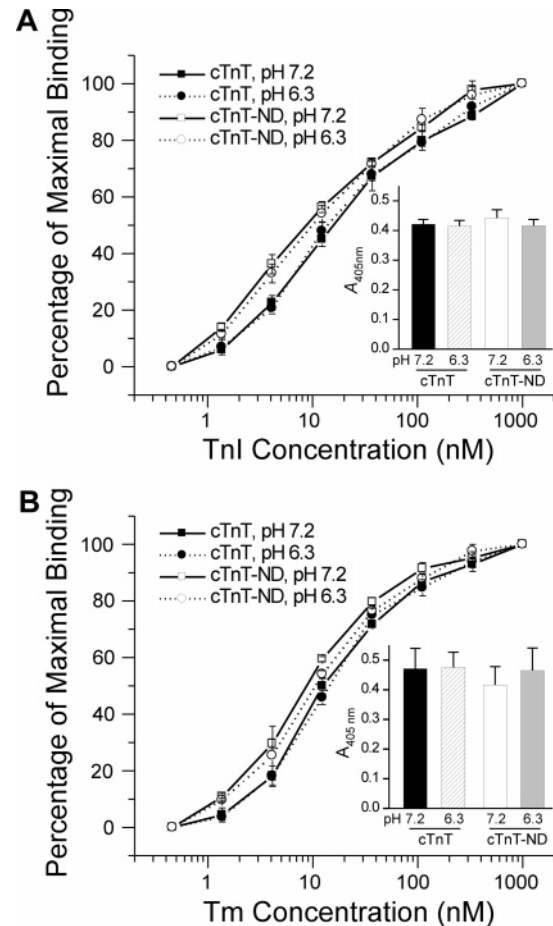 A
cTnT, pH 7.2
cTnT, pH 6.3
cTnT-ND, pH 7.2
cTnT-ND, pH 6.3
Percentage of Maximal Binding
100
80
60
40
20
0
1
10
100
1000
TnI Concentration (nM)
A405nm
0.5
0.4
0.3
0.2
0.1
0.0
pH 7.2 6.3 7.2 6.3
cTnT cTnT-ND
B
cTnT, pH 7.2
cTnT, pH 6.3
cTnT-ND, pH 7.2
cTnT-ND, pH 6.3
Percentage of Maximal Binding
100
80
60
40
20
0
1
10
100
1000
Tm Concentration (nM)
A405 nm
0.5
0.4
0.3
0.2
0.1
0.0
pH 7.2 6.3 7.2 6.3
cTnT cTnT-ND